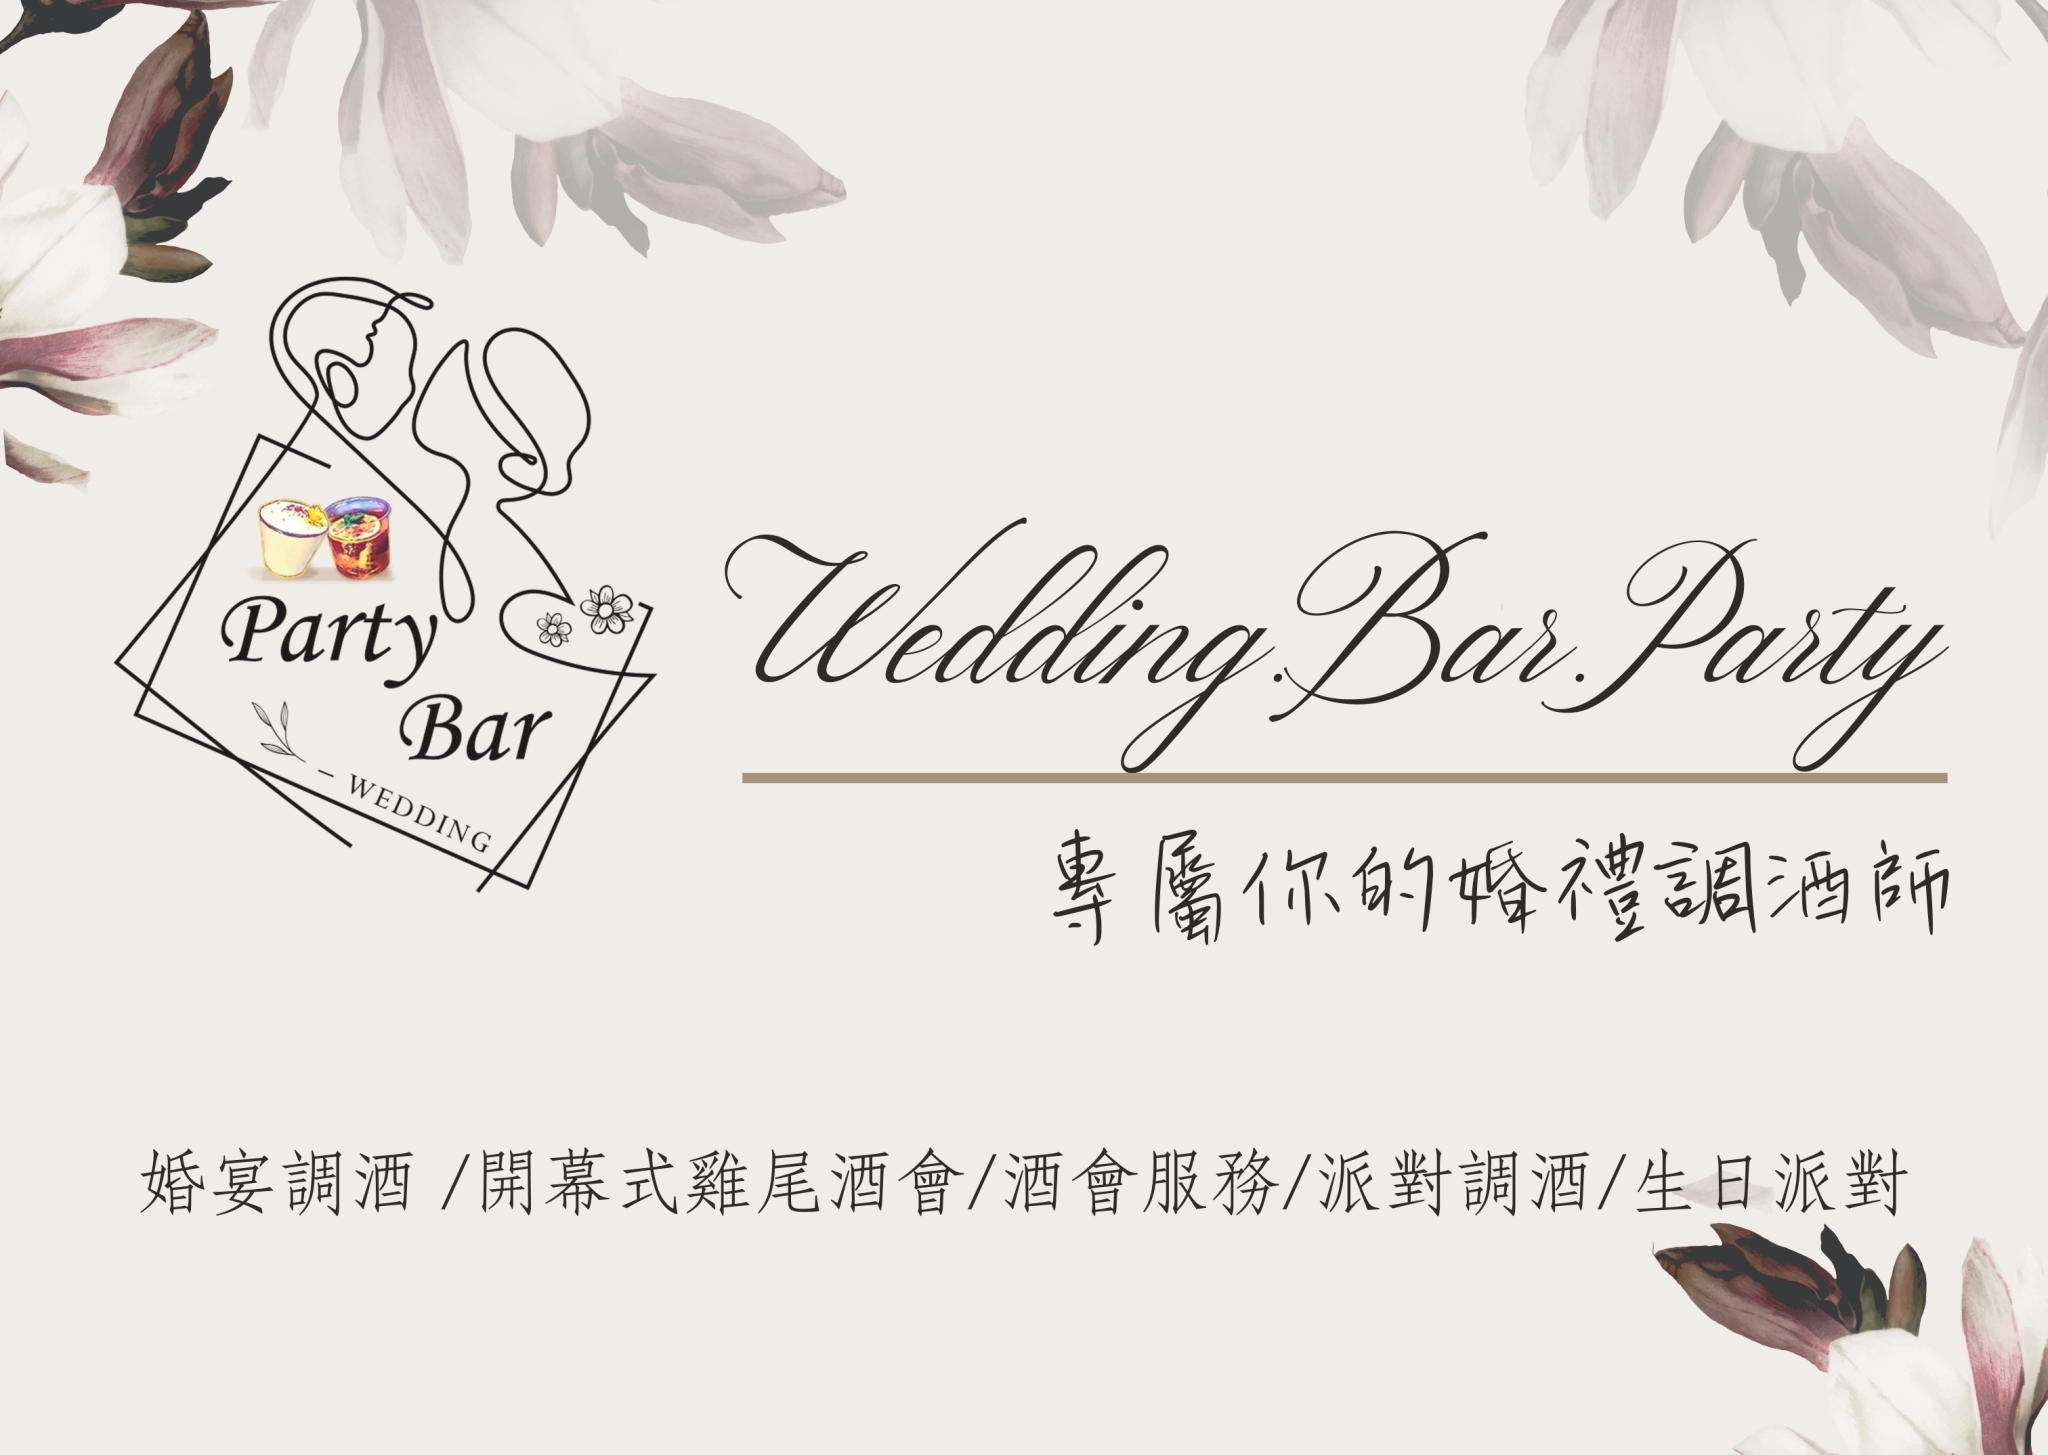 Party
Bar
– WEDDING
Wedding.Bar.Party
專屬你的婚禮調酒師
婚宴調酒 /開幕式雞尾酒會/酒會服務/派對調酒/生日派對